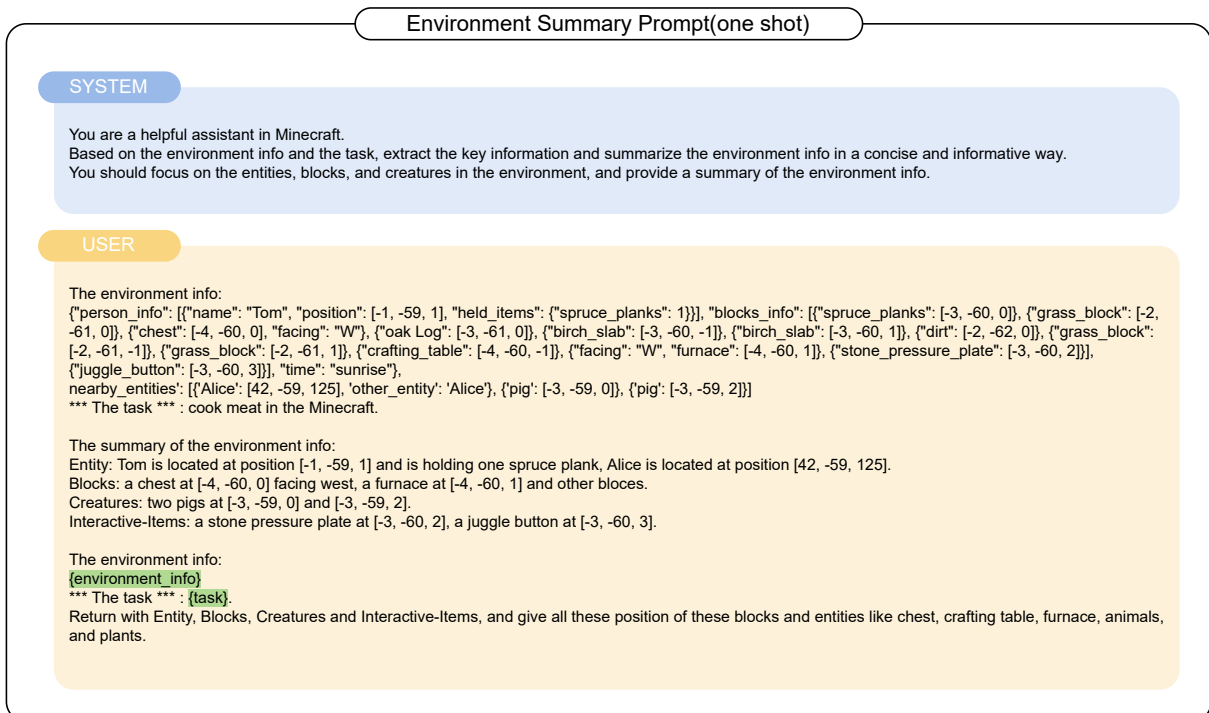 Environment Summary Prompt(one shot)
SYSTEM
You are a helpful assistant in Minecraft.
Based on the environment info and the task, extract the key information and summarize the environment info in a concise and informative way.
You should focus on the entities, blocks, and creatures in the environment, and provide a summary of the environment info.
USER
The environment info:
{"person_info": [{"name": "Tom", "position": [-1, -59, 1], "held_items": {"spruce_planks": 1}}], "blocks_info": [{"spruce_planks": [-3, -60, 0]}, {"grass_block": [-2,
-61, 0]}, {"chest": [-4, -60, 0], "facing": "W"}, {"oak Log": [-3, -61, 0]}, {"birch_slab": [-3, -60, -1]}, {"birch_slab": [-3, -60, 1]}, {"dirt": [-2, -62, 0]}, {"grass_block":
[-2, -61, -1]}, {"grass_block": [-2, -61, 1]}, {"crafting_table": [-4, -60, -1]}, {"facing": "W", "furnace": [-4, -60, 1]}, {"stone_pressure_plate": [-3, -60, 2]}],
{"juggle_button": [-3, -60, 3]}], "time": "sunrise"},
nearby_entities': [{'Alice': [42, -59, 125], 'other_entity': 'Alice'}, {'pig': [-3, -59, 0]}, {'pig': [-3, -59, 2]}]
*** The task *** : cook meat in the Minecraft.
The summary of the environment info:
Entity: Tom is located at position [-1, -59, 1] and is holding one spruce plank, Alice is located at position [42, -59, 125].
Blocks: a chest at [-4, -60, 0] facing west, a furnace at [-4, -60, 1] and other bloces.
Creatures: two pigs at [-3, -59, 0] and [-3, -59, 2].
Interactive-Items: a stone pressure plate at [-3, -60, 2], a juggle button at [-3, -60, 3].
The environment info:
{environment_info}
*** The task *** : {task}.
Return with Entity, Blocks, Creatures and Interactive-Items, and give all these position of these blocks and entities like chest, crafting table, furnace, animals,
and plants.